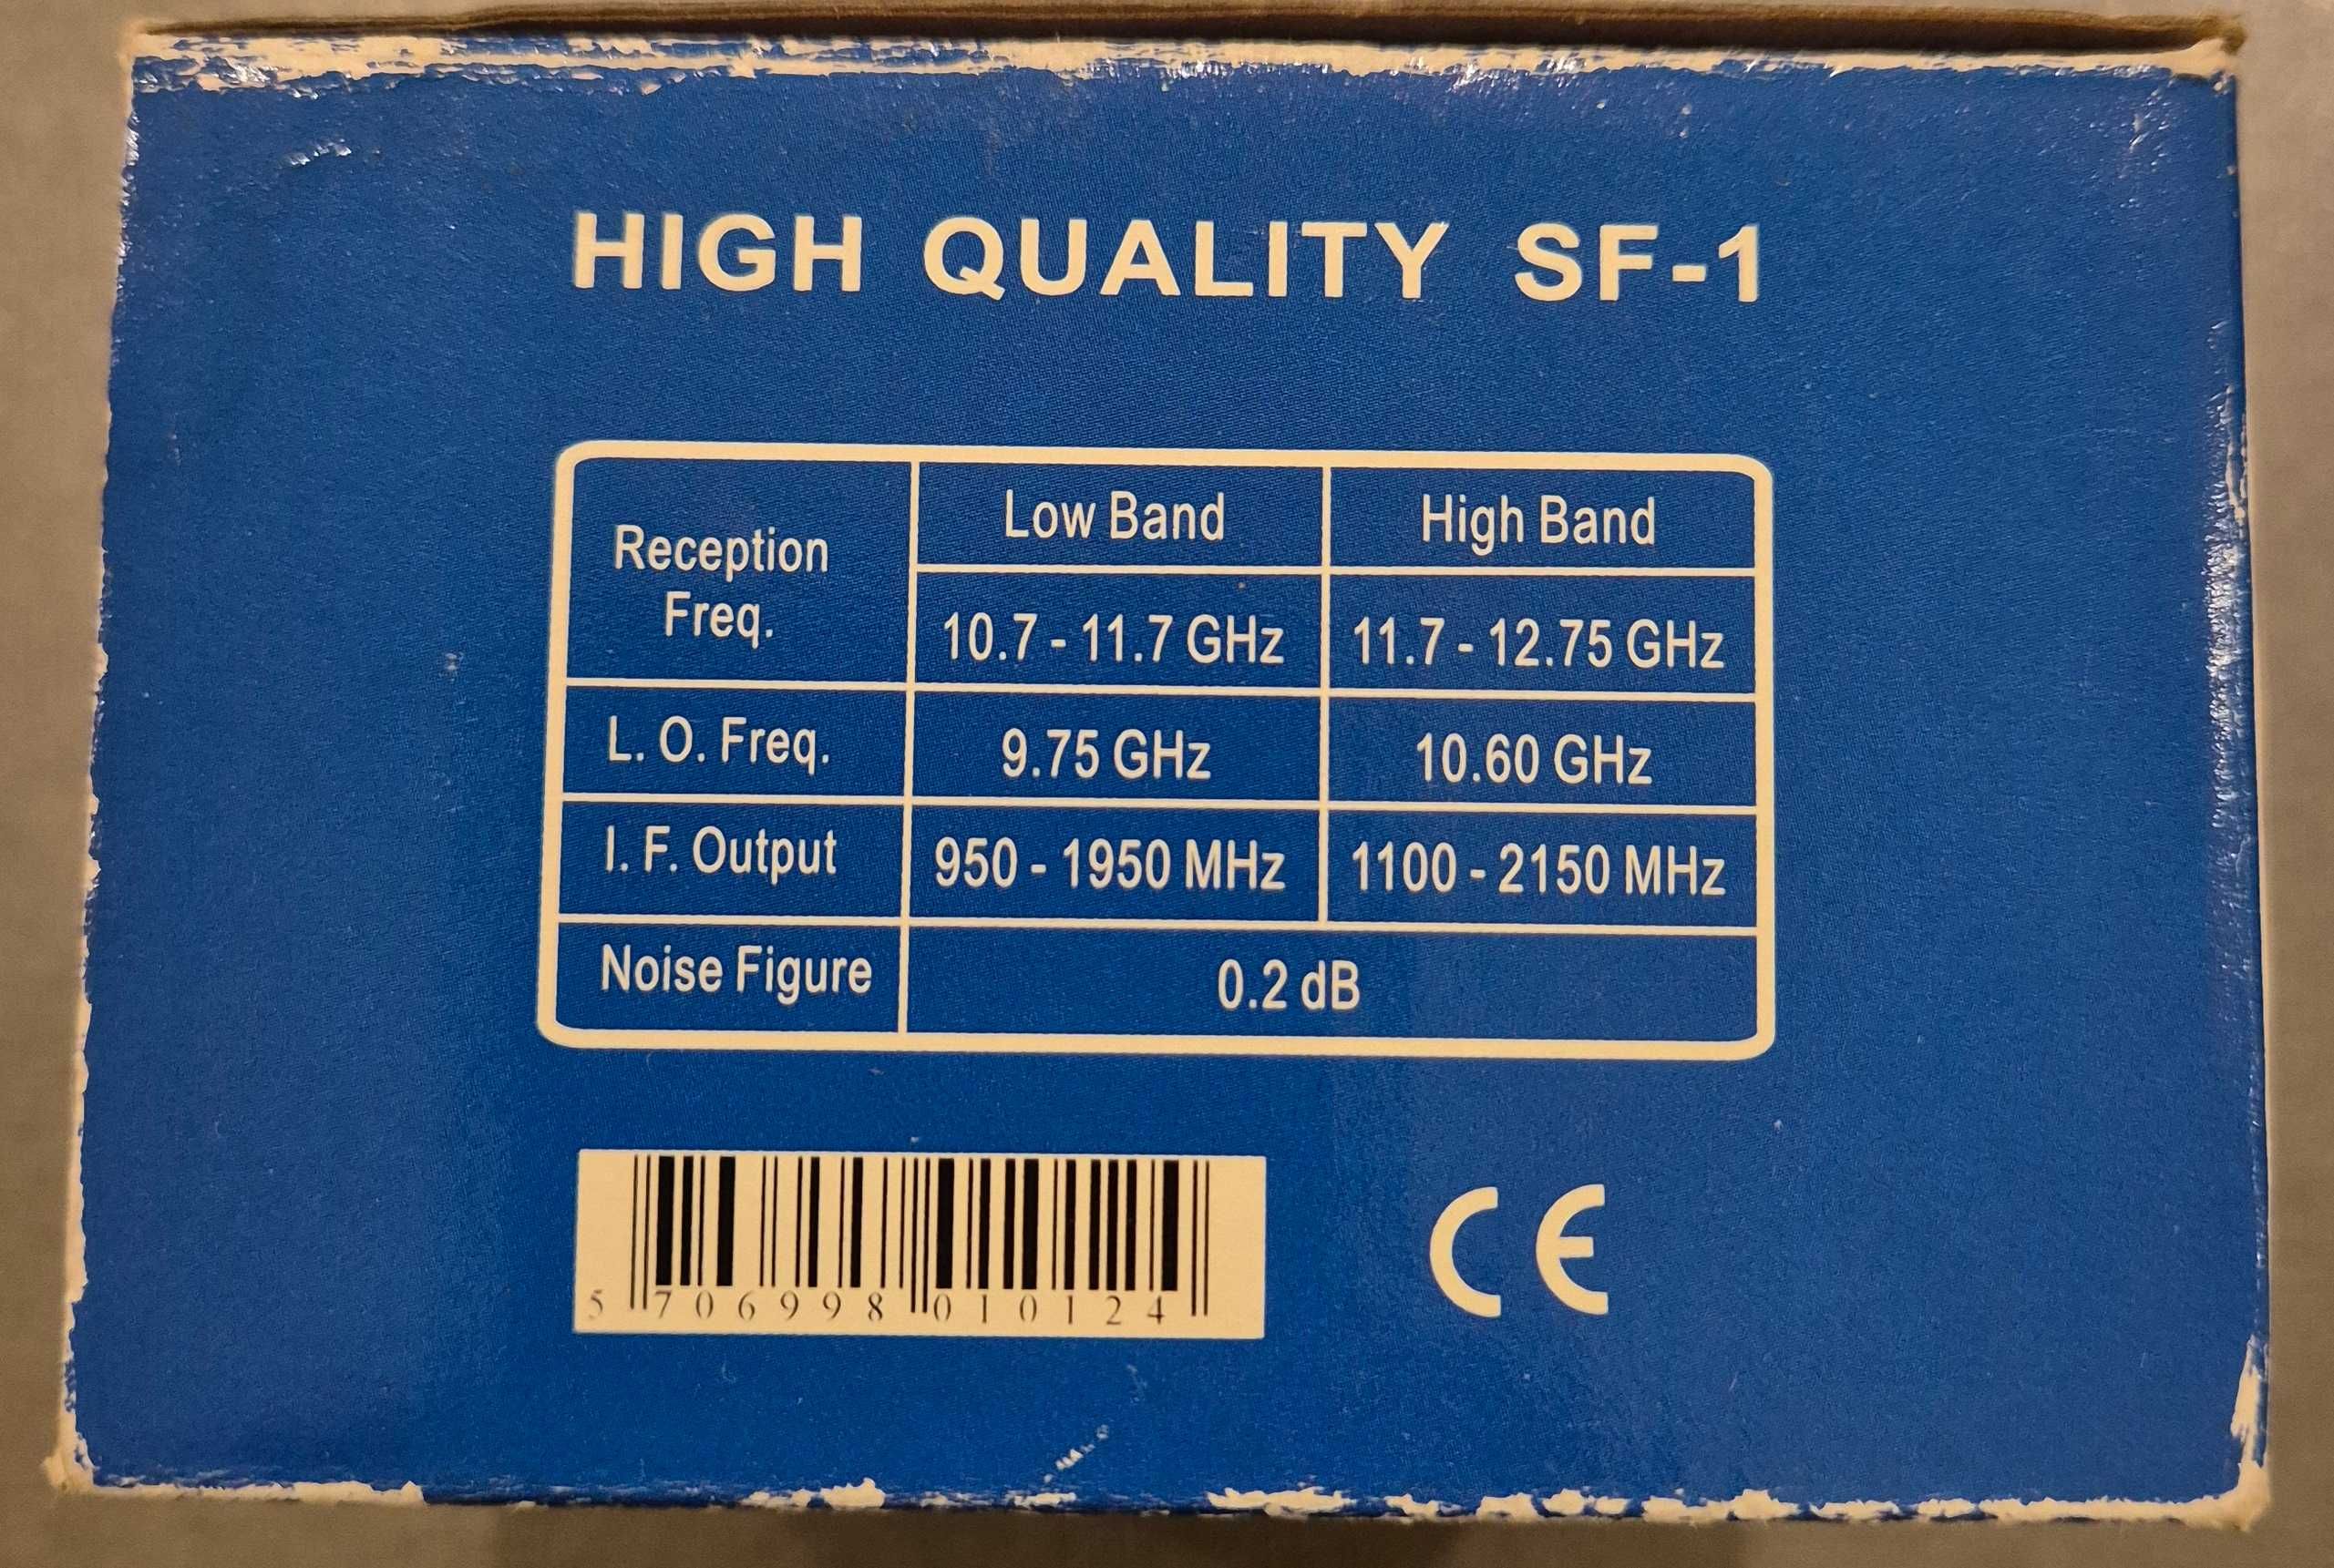 HIGH QUALITY SF-1
Reception Freq.
Low Band
High Band
10.7 - 11.7 GHz
11.7 - 12.75 GHz
L. O. Freq.
9.75 GHz
10.60 GHz
I. F. Output
950 - 1950 MHz
1100 - 2150 MHz
Noise Figure
0.2 dB
5 706998 010124
CE